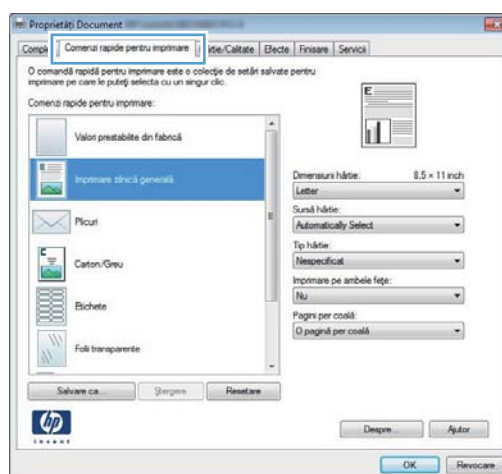 Proprietăți Document
Comenzi rapide pentru imprimare
Efecte
Finisare
Servicii
O comandă rapidă pentru imprimare este o colecție de setări salvate pentru
imprimare pe care le puteți selecta cu un singur clic.
Comenzi rapide pentru imprimare:
Valori prestabilite din fabrică
Imprimare zilnică generală
Plicuri
Carton/Greu
Etichete
Folii transparente
Salvare ca...
Ștergere
Resetare
E
Dimensiuni hârtie:
8.5 × 11 inch
Letter
Sursă hârtie:
Automatically Select
Tip hârtie:
Nespecificat
Imprimare pe ambele fețe:
Nu
Pagini per coală:
O pagină per coală
hp
invent
Despre...
Ajutor
OK
Revocare